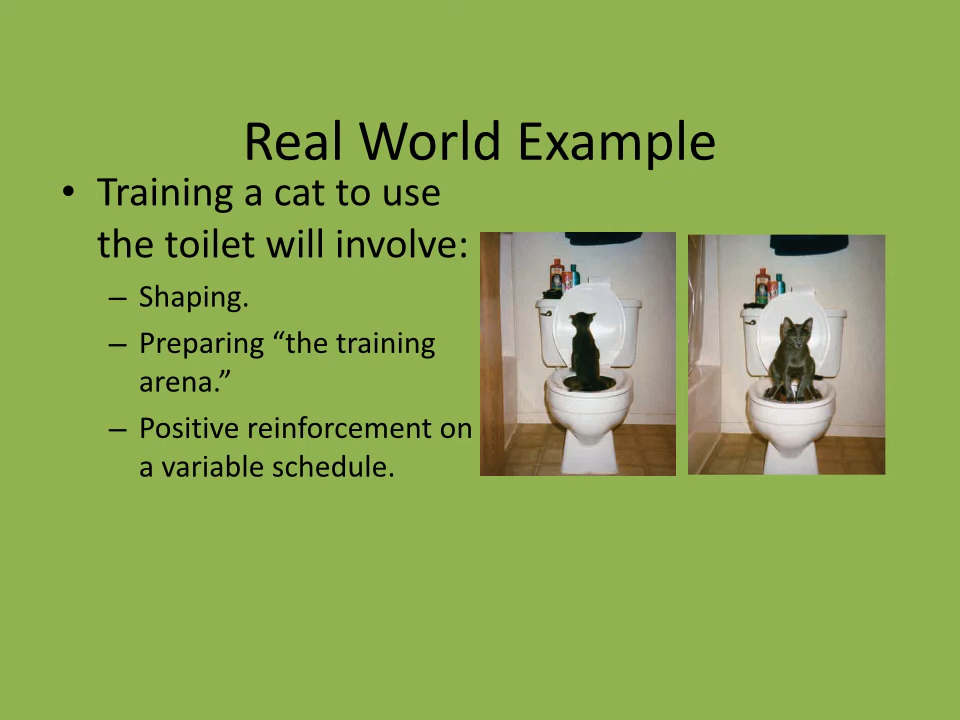 Real World Example
• Training a cat to use
the toilet will involve:
– Shaping.
– Preparing “the training
arena.”
– Positive reinforcement on
a variable schedule.